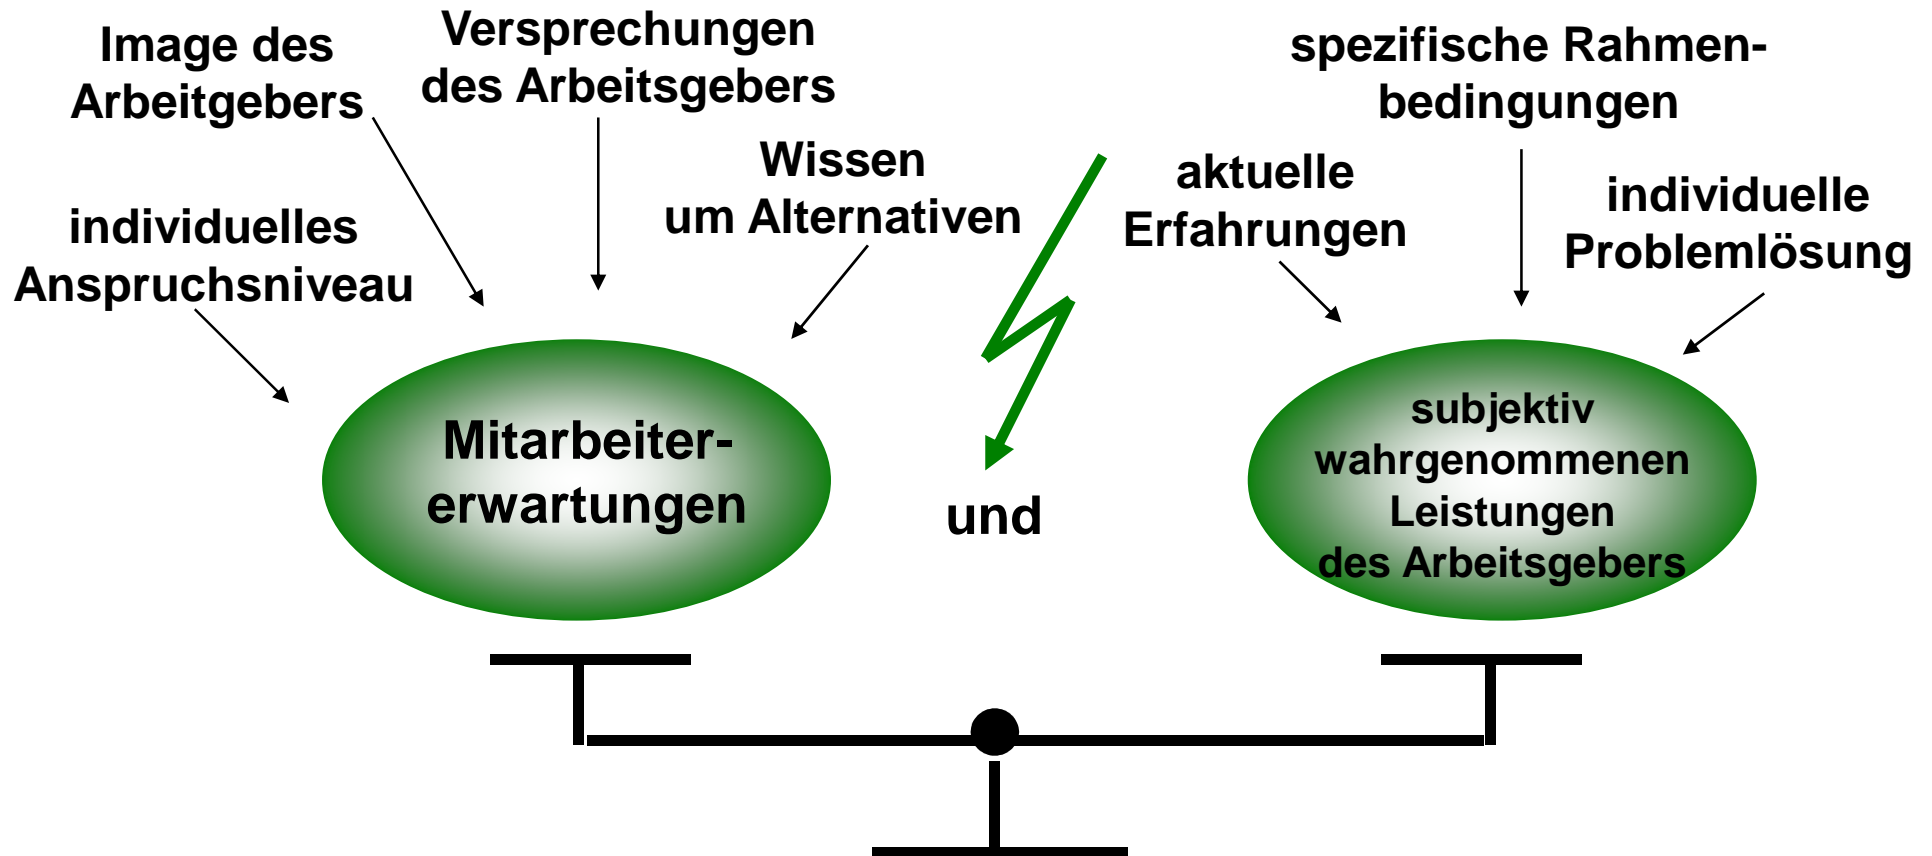 Image des
Arbeitgebers
Versprechungen
des Arbeitsgebers
spezifische Rahmen-
bedingungen
Wissen
um Alternativen
aktuelle
Erfahrungen
individuelle
Problemlösung
individuelles
Anspruchsniveau
Mitarbeiter-
erwartungen
und
subjektiv
wahrgenommenen
Leistungen
des Arbeitsgebers